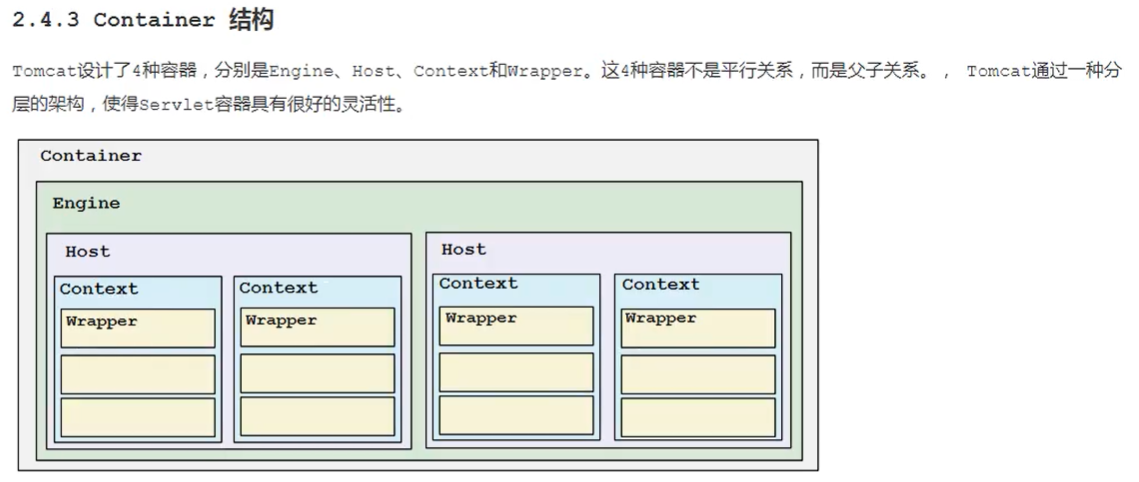 2.4.3 Container 结构
Tomcat设计了4种容器，分别是Engine、Host、Context和Wrapper。这4种容器不是平行关系，而是父子关系。， Tomcat通过一种分
层的架构，使得Servlet容器具有很好的灵活性。
Container
Engine
Host
Host
Context
Context
Context
Context
Wrapper
Wrapper
Wrapper
Wrapper